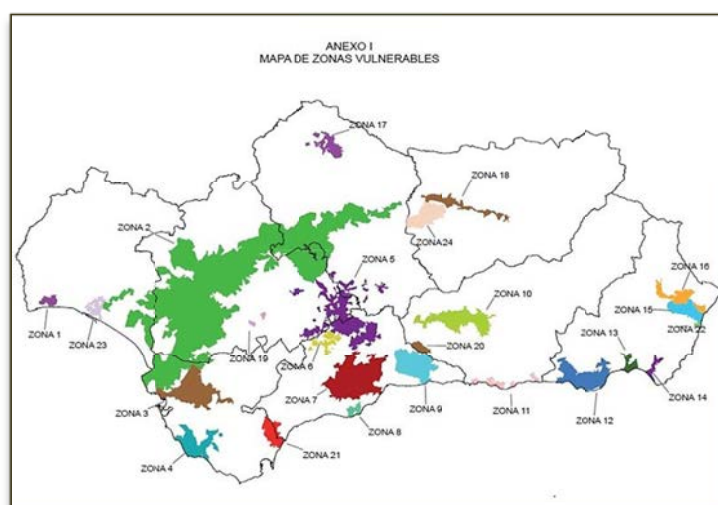 ANEXO I
MAPA DE ZONAS VULNERABLES
ZONA 17
ZONA 18
ZONA 2
ZONA 24
ZONA 5
ZONA 16
ZONA 10
ZONA 15
ZONA 1
ZONA 23
ZONA 22
ZONA 13
ZONA 19
ZONA 20
ZONA 6
ZONA 14
ZONA 7
ZONA 3
ZONA 11
ZONA 9
ZONA 12
ZONA 8
ZONA 21
ZONA 4